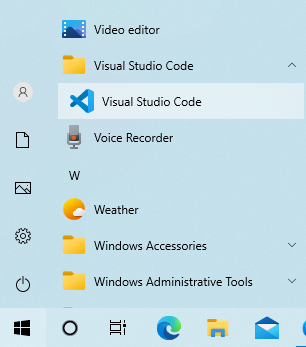 Video editor
Visual Studio Code
Visual Studio Code
Voice Recorder
W
Weather
Windows Accessories
Windows Administrative Tools